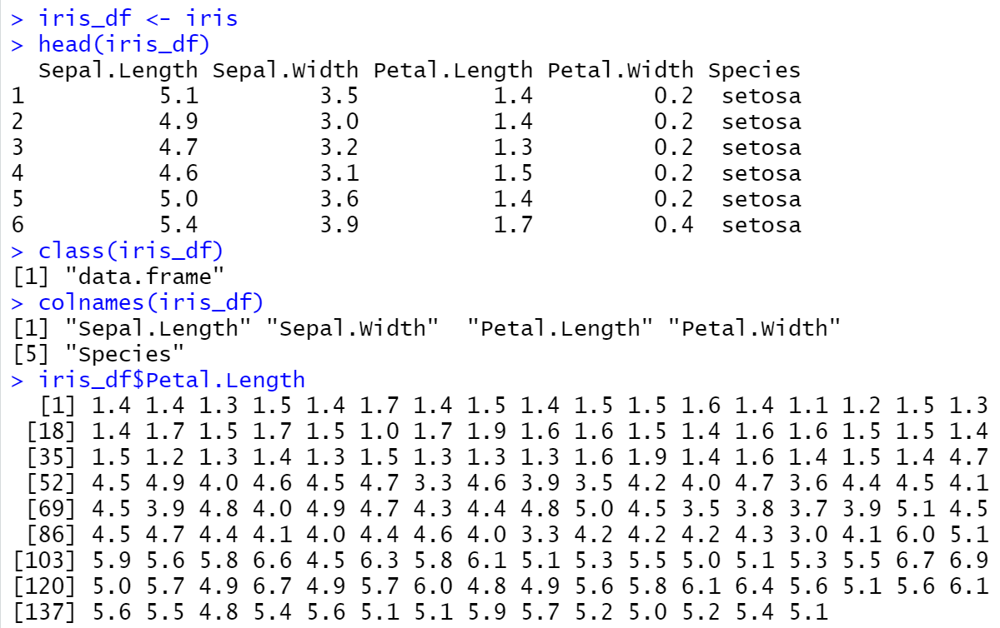 > iris_df <- iris
> head(iris_df)
  Sepal.Length Sepal.Width Petal.Length Petal.Width Species
1          5.1         3.5          1.4         0.2  setosa
2          4.9         3.0          1.4         0.2  setosa
3          4.7         3.2          1.3         0.2  setosa
4          4.6         3.1          1.5         0.2  setosa
5          5.0         3.6          1.4         0.2  setosa
6          5.4         3.9          1.7         0.4  setosa
> class(iris_df)
[1] "data.frame"
> colnames(iris_df)
[1] "Sepal.Length" "Sepal.Width"  "Petal.Length" "Petal.Width"
[5] "Species"
> iris_df$Petal.Length
  [1] 1.4 1.4 1.3 1.5 1.4 1.7 1.4 1.5 1.4 1.5 1.5 1.6 1.4 1.1 1.2 1.5 1.3
 [18] 1.4 1.7 1.5 1.7 1.5 1.0 1.7 1.9 1.6 1.6 1.5 1.4 1.6 1.6 1.5 1.5 1.4
 [35] 1.5 1.2 1.3 1.4 1.3 1.5 1.3 1.3 1.3 1.6 1.9 1.4 1.6 1.4 1.5 1.4 4.7
 [52] 4.5 4.9 4.0 4.6 4.5 4.7 3.3 4.6 3.9 3.5 4.2 4.0 4.7 3.6 4.4 4.5 4.1
 [69] 4.5 3.9 4.8 4.0 4.9 4.7 4.3 4.4 4.8 5.0 4.5 3.5 3.8 3.7 3.9 5.1 4.5
 [86] 4.5 4.7 4.4 4.1 4.0 4.4 4.6 4.0 3.3 4.2 4.2 4.2 4.3 3.0 4.1 6.0 5.1
[103] 5.9 5.6 5.8 6.6 4.5 6.3 5.8 6.1 5.1 5.3 5.5 5.0 5.1 5.3 5.5 6.7 6.9
[120] 5.0 5.7 4.9 6.7 4.9 5.7 6.0 4.8 4.9 5.6 5.8 6.1 6.4 5.6 5.1 5.6 6.1
[137] 5.6 5.5 4.8 5.4 5.6 5.1 5.1 5.9 5.7 5.2 5.0 5.2 5.4 5.1